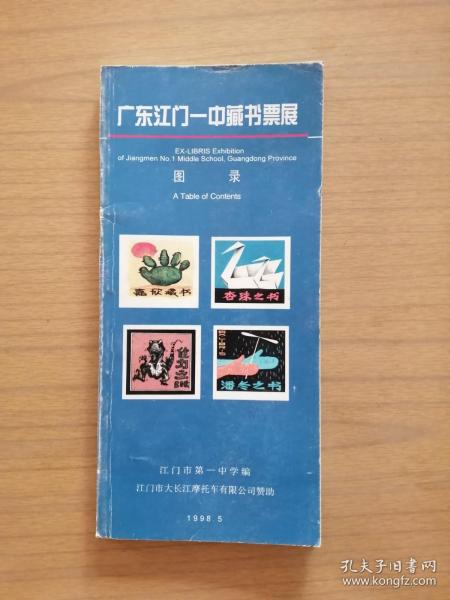 广东江门一中藏书票展
EX-LIBRIS Exhibition
of Jiangmen No.1 Middle School, Guangdong Province
图 录
A Table of Contents
嘉欣藏书
杏珠之书
潘冬之书
江门市第一中学编
江门市大长江摩托车有限公司赞助
1998.5
孔夫子旧书网
www.kongfz.com